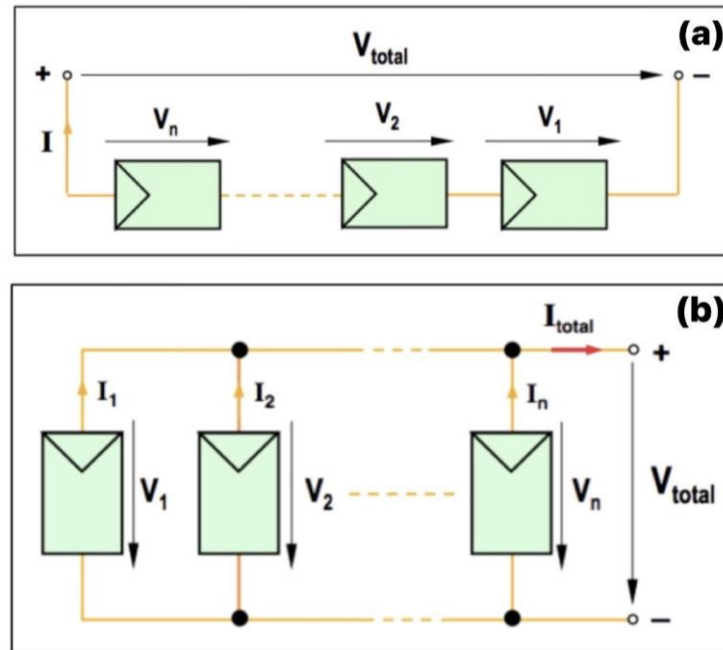 (a)
V_total
+ −
V_n V_2 V_1
I
(b)
I_total
+
I_1 I_2 I_n
V_1 V_2 V_n V_total
−